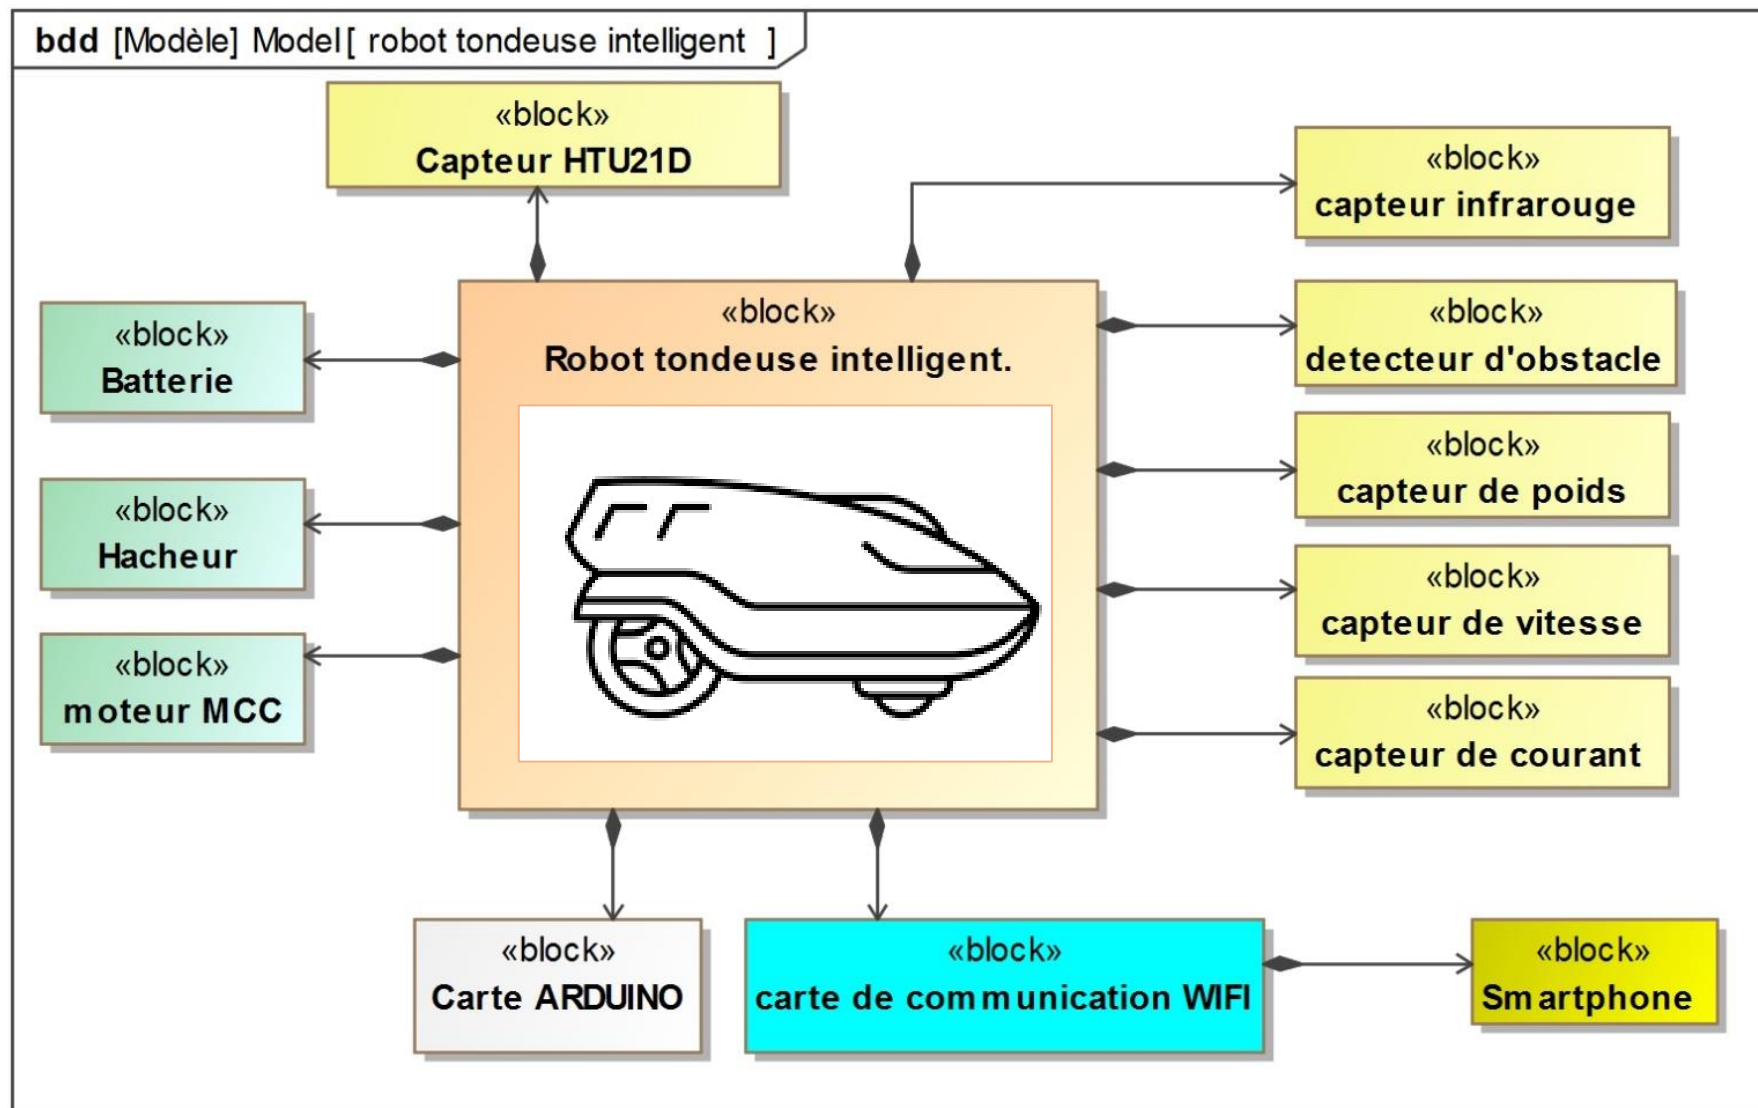 bdd [Modèle] Model[ robot tondeuse intelligent ]
«block»
Capteur HTU21D
«block»
capteur infrarouge
«block»
Robot tondeuse intelligent.
«block»
detecteur d'obstacle
«block»
Batterie
«block»
capteur de poids
«block»
Hacheur
«block»
capteur de vitesse
«block»
moteur MCC
«block»
capteur de courant
«block»
Carte ARDUINO
«block»
carte de communication WIFI
«block»
Smartphone